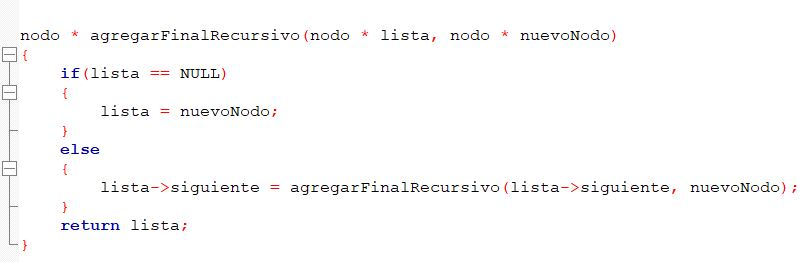 nodo * agregarFinalRecursivo(nodo * lista, nodo * nuevoNodo)
{
    if(lista == NULL)
    {
        lista = nuevoNodo;
    }
    else
    {
        lista->siguiente = agregarFinalRecursivo(lista->siguiente, nuevoNodo);
    }
    return lista;
}